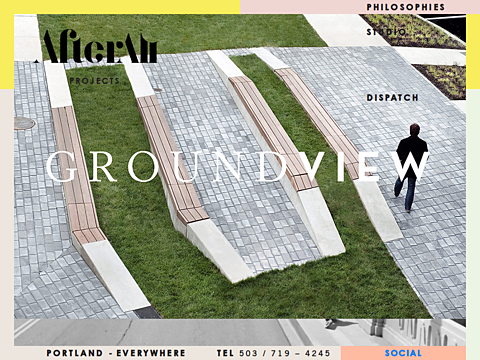 PHILOSOPHIES
STUDIO
AfterAll
PROJECTS
DISPATCH
GROUNDVIEW
PORTLAND - EVERYWHERE
TEL 503 / 719 – 4245
SOCIAL